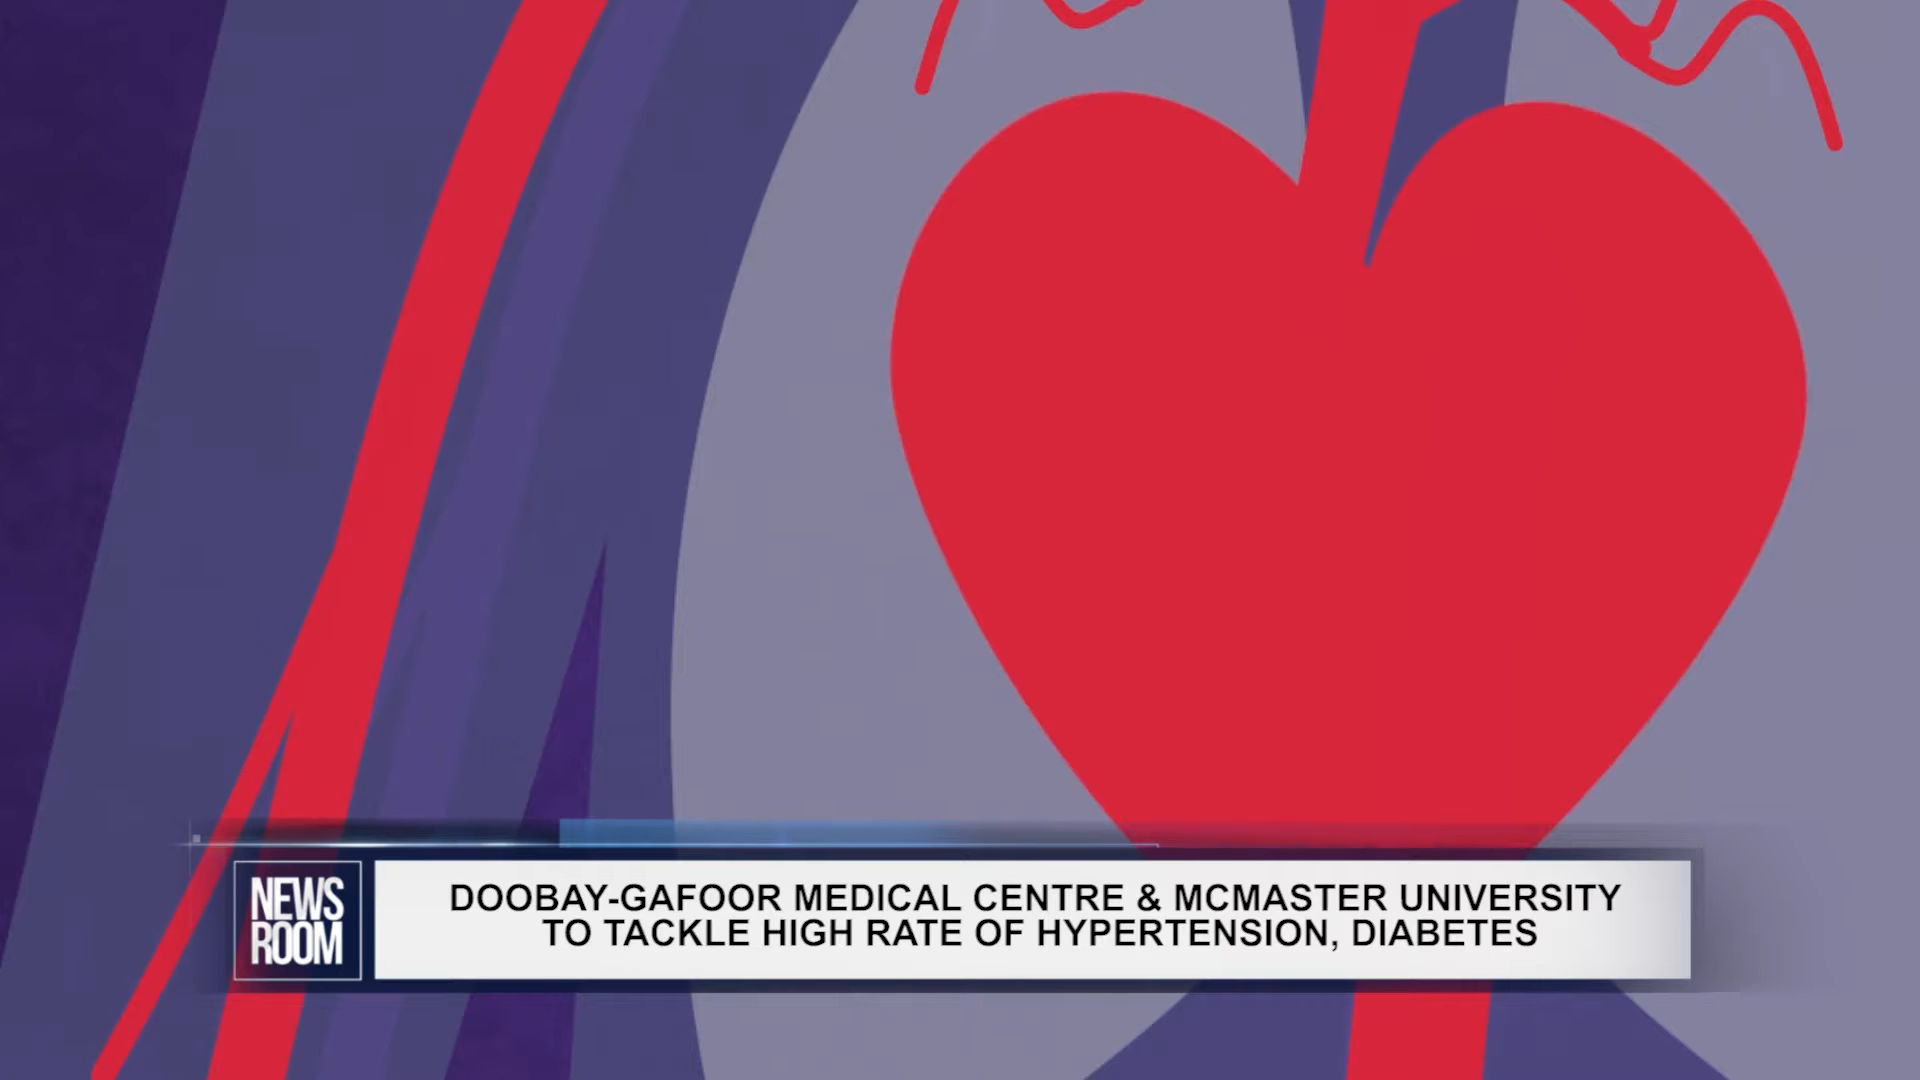 NEWS
ROOM
DOOBAY-GAFOOR MEDICAL CENTRE & MCMASTER UNIVERSITY
TO TACKLE HIGH RATE OF HYPERTENSION, DIABETES